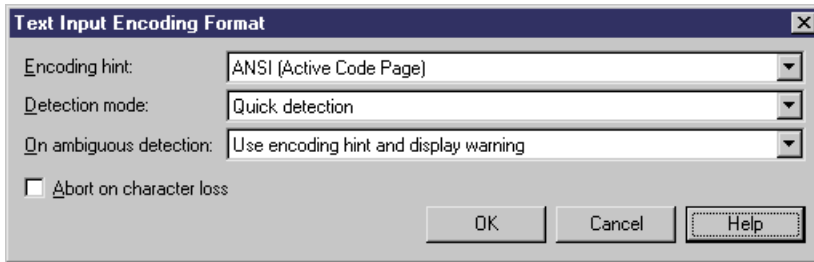 Text Input Encoding Format
Encoding hint: ANSI (Active Code Page)
Detection mode: Quick detection
On ambiguous detection: Use encoding hint and display warning
Abort on character loss
OK Cancel Help